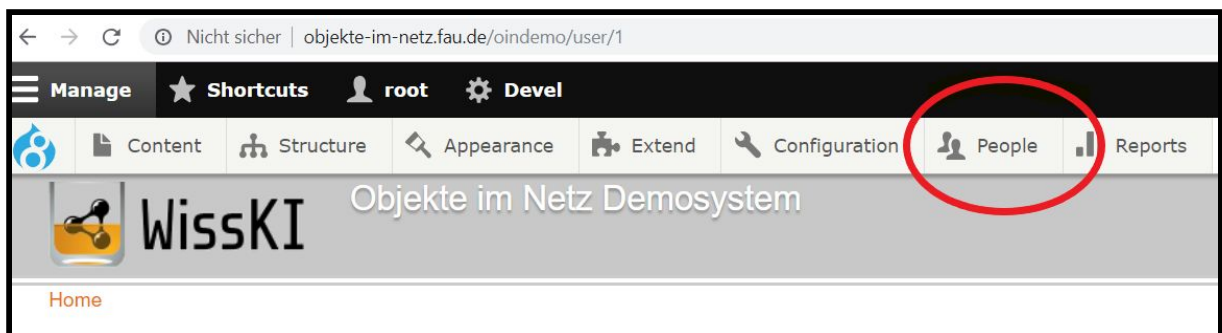 Nicht sicher | objekte-im-netz.fau.de/oindemo/user/1
Manage Shortcuts root Devel
Content Structure Appearance Extend Configuration People Reports
Objekte im Netz Demosystem
WissKI
Home